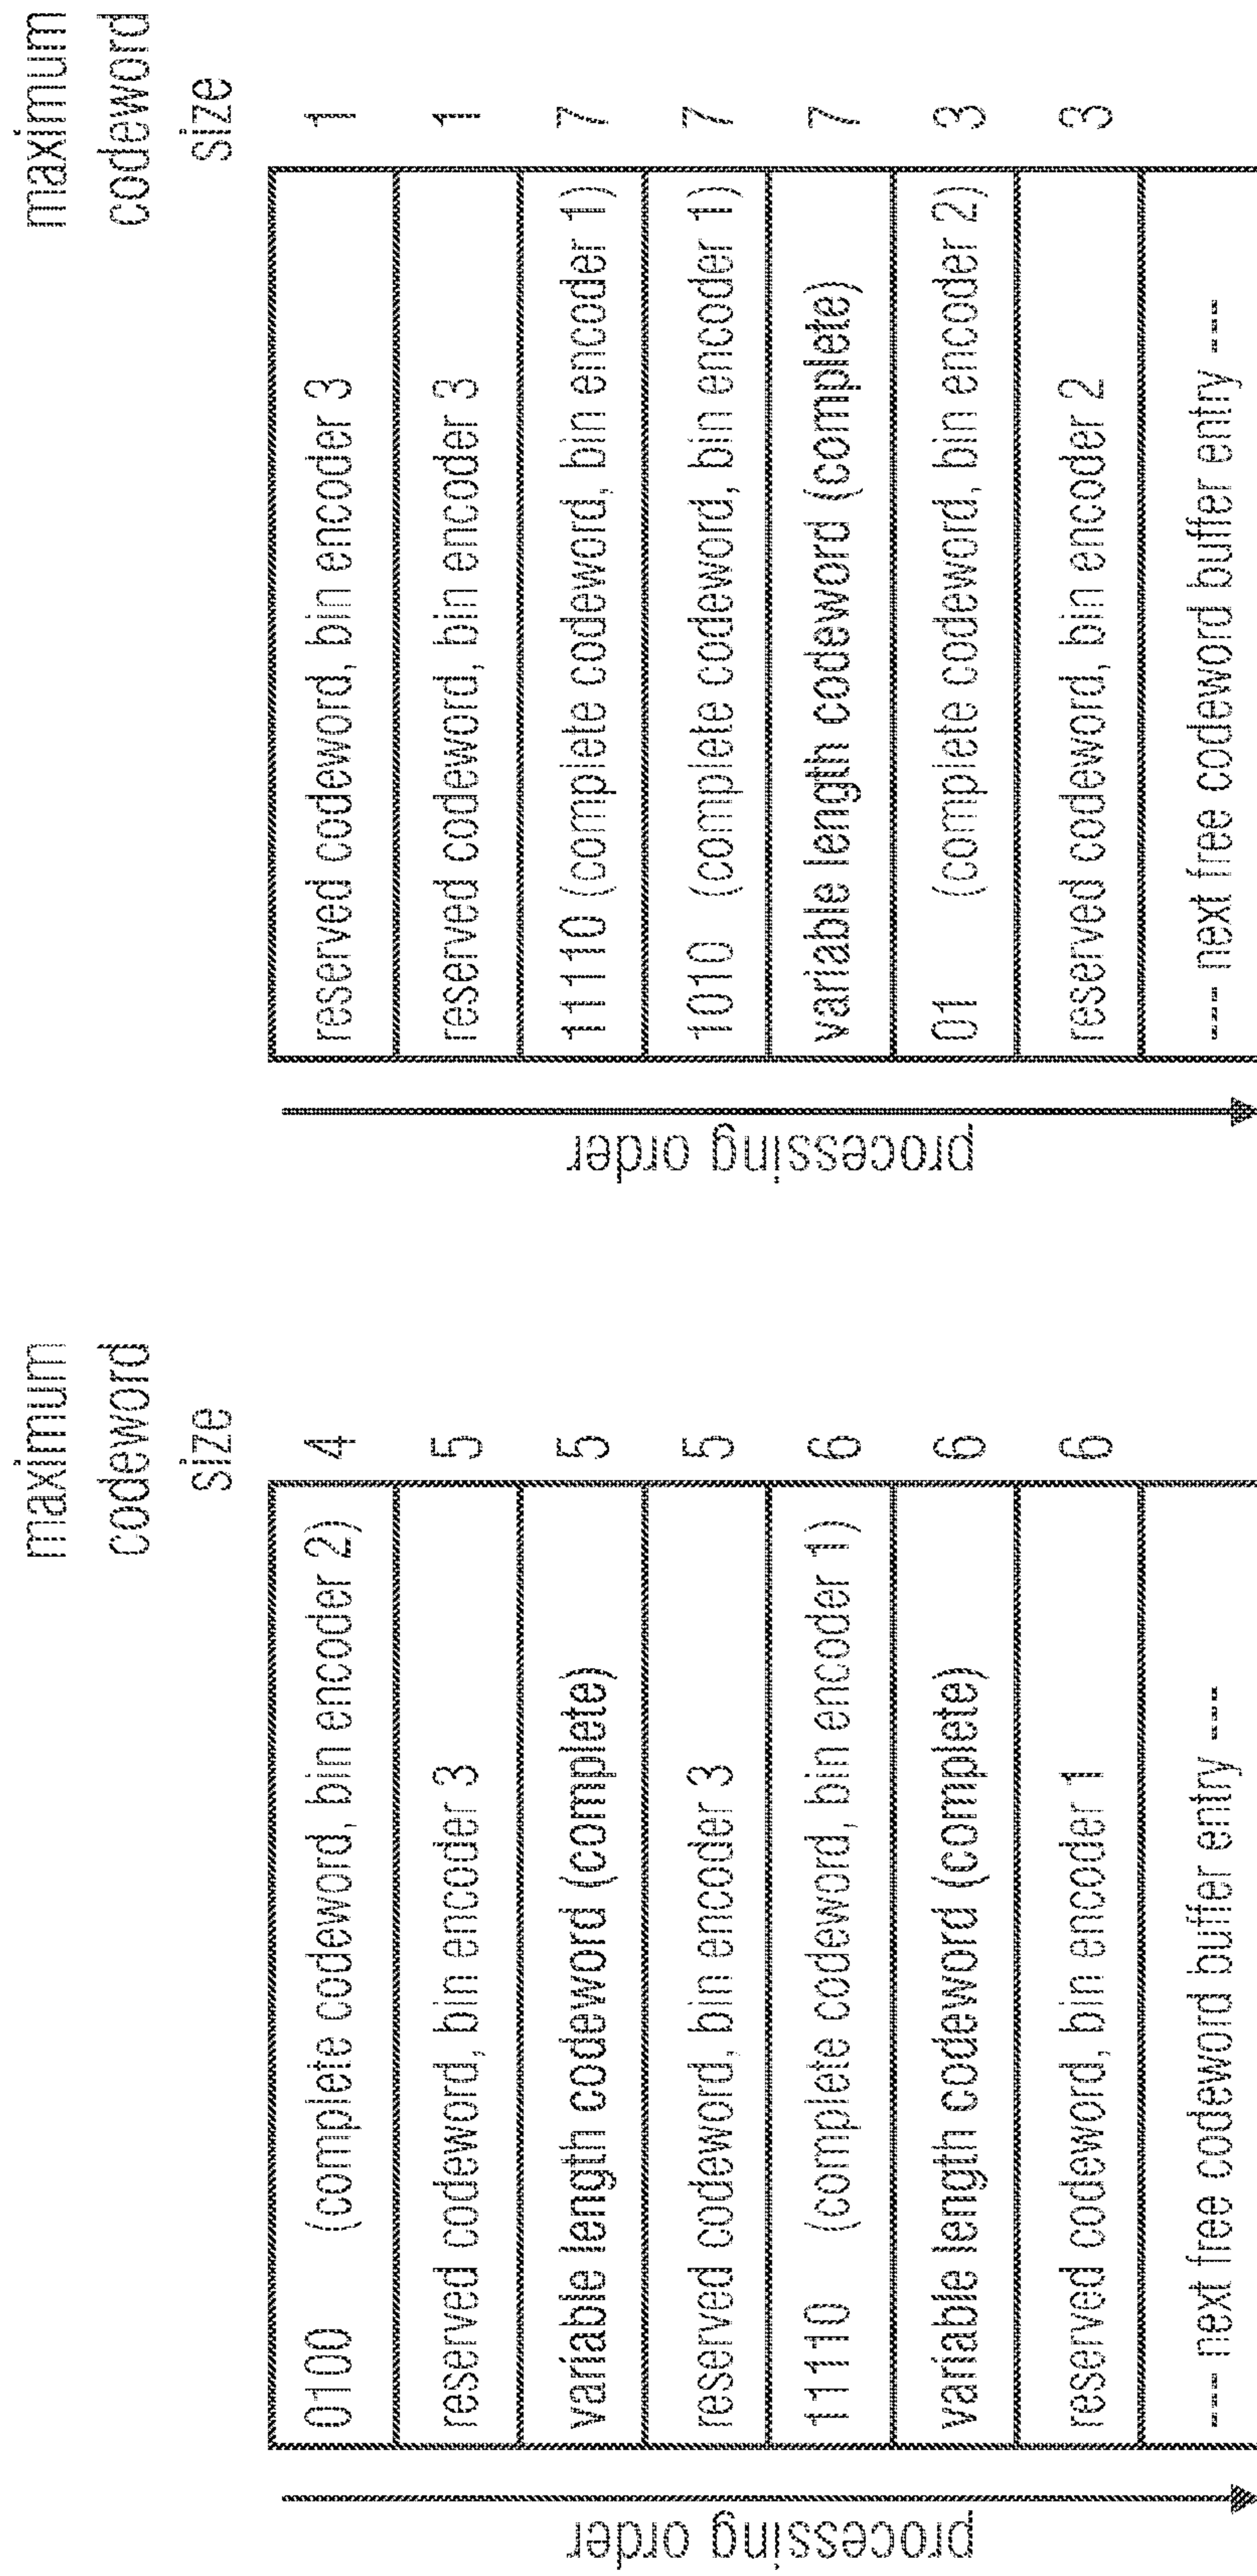 maximum
codeword
size
processing order
0100 (complete codeword, bin encoder 2) 4
reserved codeword, bin encoder 3 5
variable length codeword (complete) 5
reserved codeword, bin encoder 3 5
11110 (complete codeword, bin encoder 1) 6
variable length codeword (complete) 6
reserved codeword, bin encoder 1 6
---- next free codeword buffer entry ----
maximum
codeword
size
processing order
reserved codeword, bin encoder 3 1
reserved codeword, bin encoder 3 1
11110 (complete codeword, bin encoder 1) 7
1010 (complete codeword, bin encoder 1) 7
variable length codeword (complete) 7
01 (complete codeword, bin encoder 2) 3
reserved codeword, bin encoder 2 3
---- next free codeword buffer entry ----